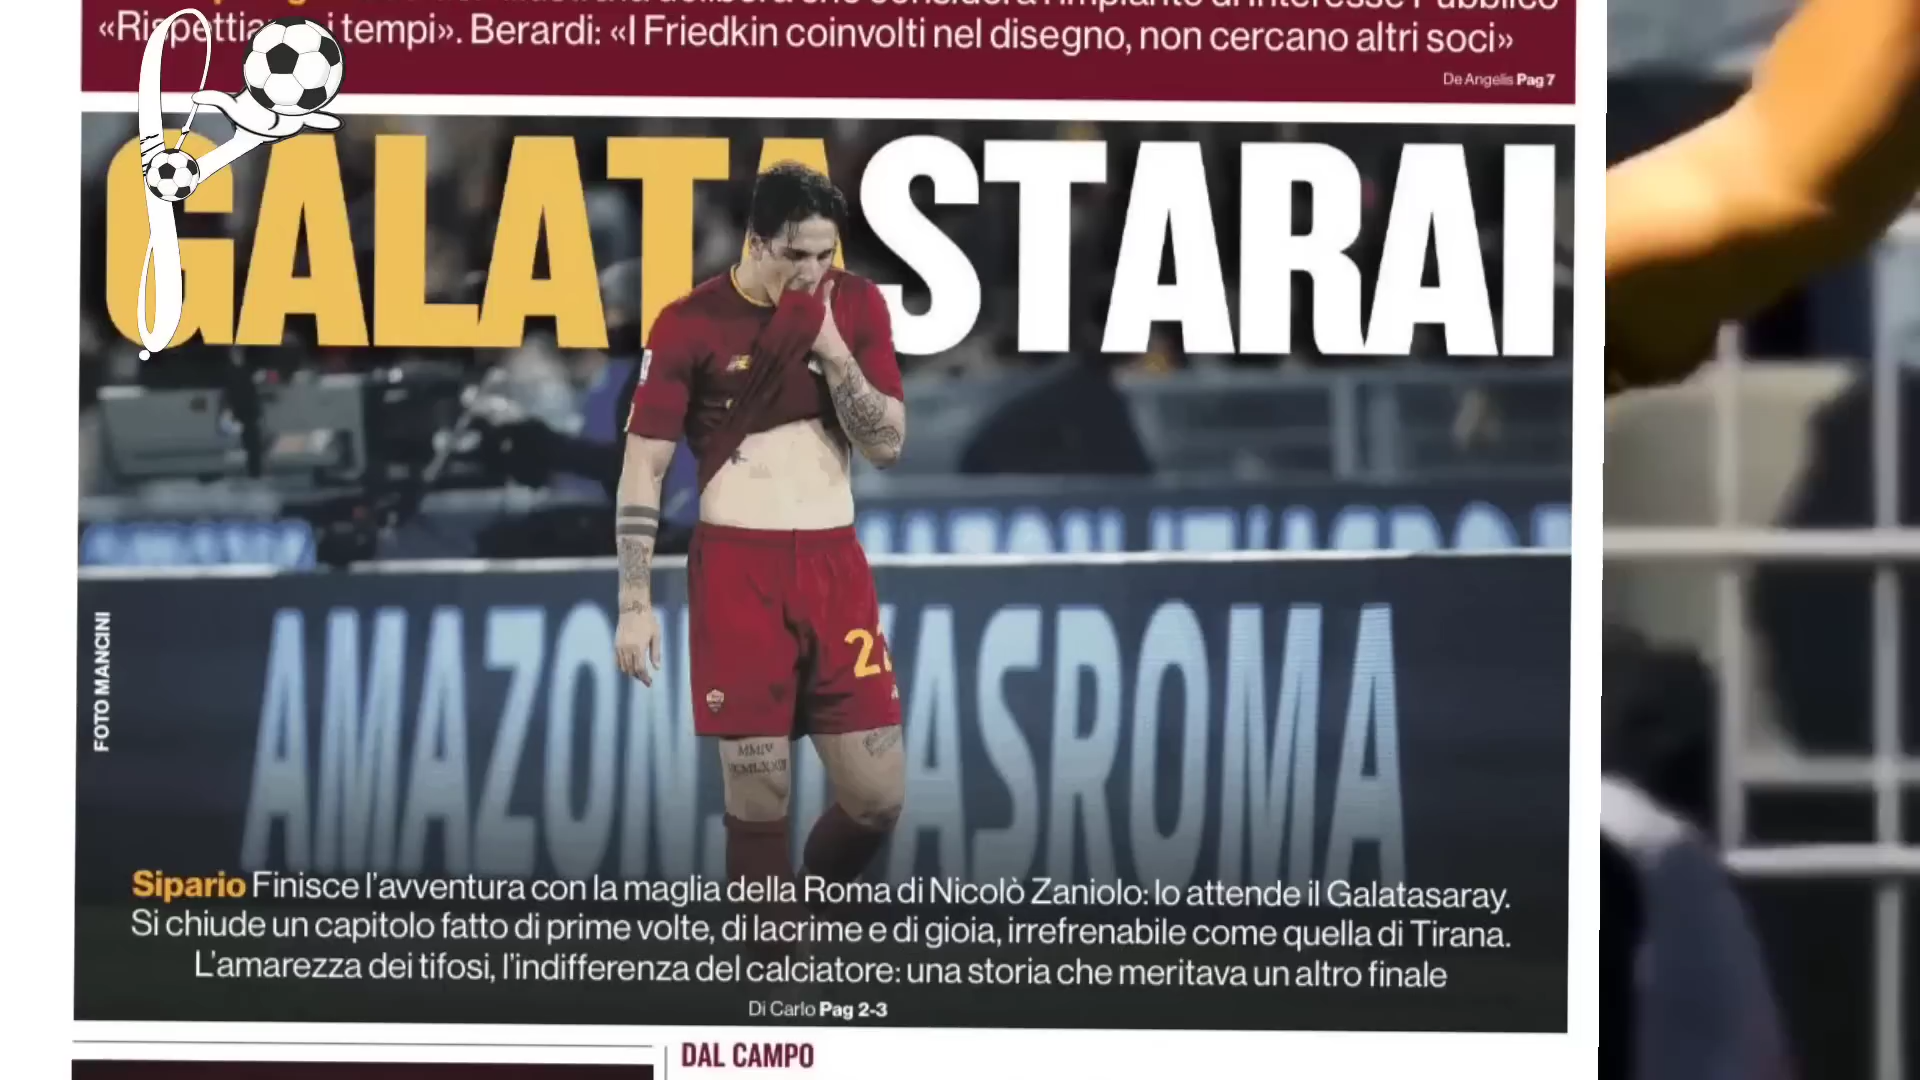 «Rispettiamo i tempi». Berardi: «I Friedkin coinvolti nel disegno, non cercano altri soci»
De Angelis Pag 7
GALATASTARAI
FOTO MANCINI
22
AMAZON ASROMA
MMIV
Sipario Finisce l'avventura con la maglia della Roma di Nicolò Zaniolo: lo attende il Galatasaray.
Si chiude un capitolo fatto di prime volte, di lacrime e di gioia, irrefrenabile come quella di Tirana.
L'amarezza dei tifosi, l'indifferenza del calciatore: una storia che meritava un altro finale
Di Carlo Pag 2-3
DAL CAMPO